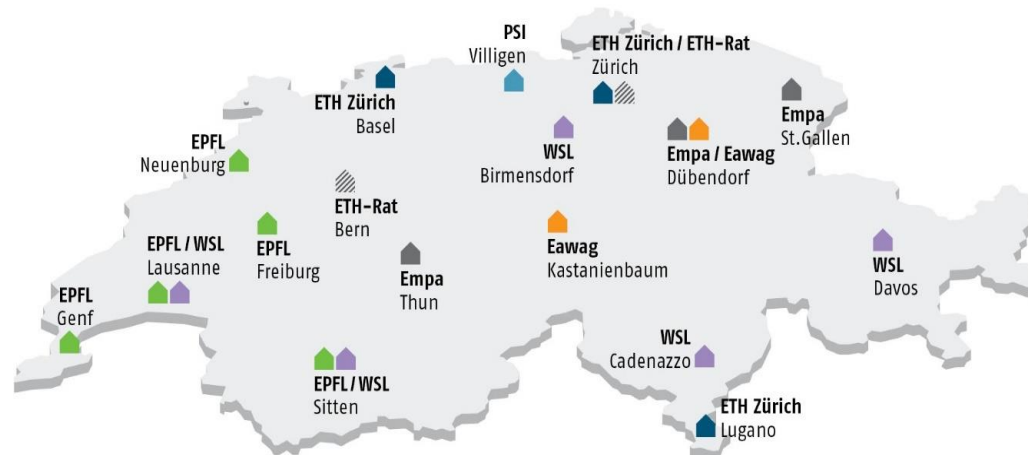 PSI
Villigen
ETH Zürich / ETH-Rat
Zürich
ETH Zürich
Basel
Empa
St.Gallen
EPFL
Neuenburg
WSL
Birmensdorf
Empa / Eawag
Dübendorf
ETH-Rat
Bern
EPFL / WSL
Lausanne
EPFL
Freiburg
Empa
Thun
Eawag
Kastanienbaum
WSL
Davos
EPFL
Genf
EPFL / WSL
Sitten
WSL
Cadenazzo
ETH Zürich
Lugano